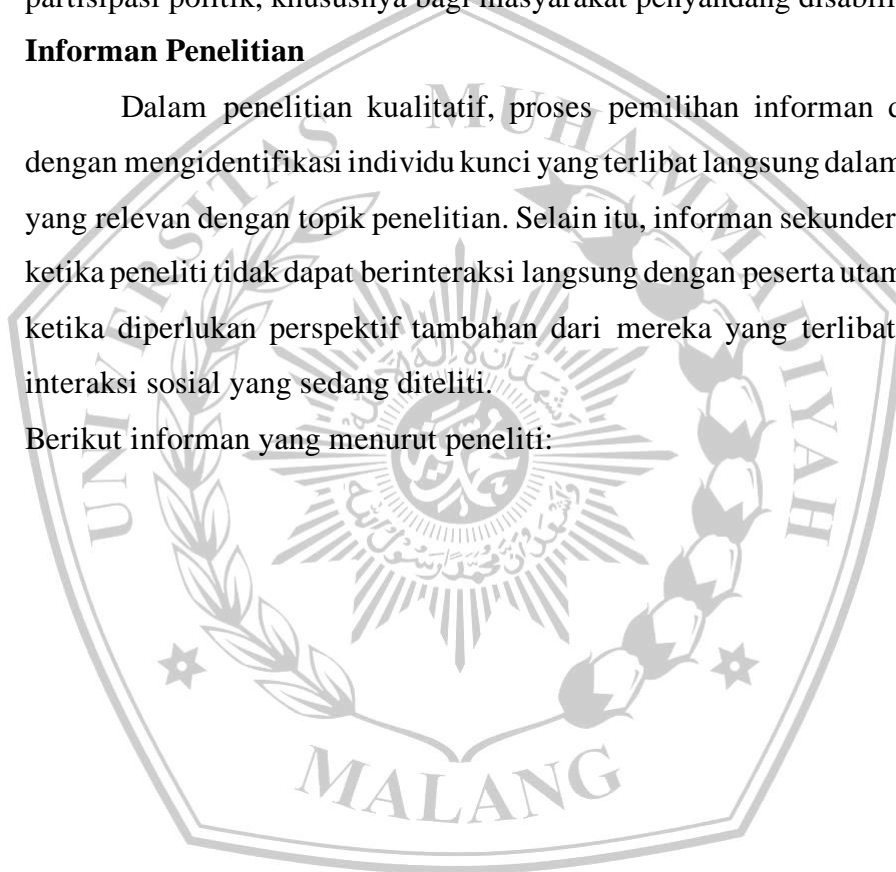 partisipasi politik, khususnya bagi masyarakat penyandang
Informan Penelitian
Dalam penelitian kualitatif, proses pemilihan informan
dengan mengidentifikasi individu kunci yang terlibat langsung dalam
yang relevan dengan topik penelitian. Selain itu, informan sekunder
ketika peneliti tidak dapat berinteraksi langsung dengan peserta
ketika diperlukan perspektif tambahan dari mereka yang terlibat
interaksi sosial yang sedang diteliti.
Berikut informan yang menurut peneliti:
UNIVERSITAS MUHAMMADIYAH
MALANG